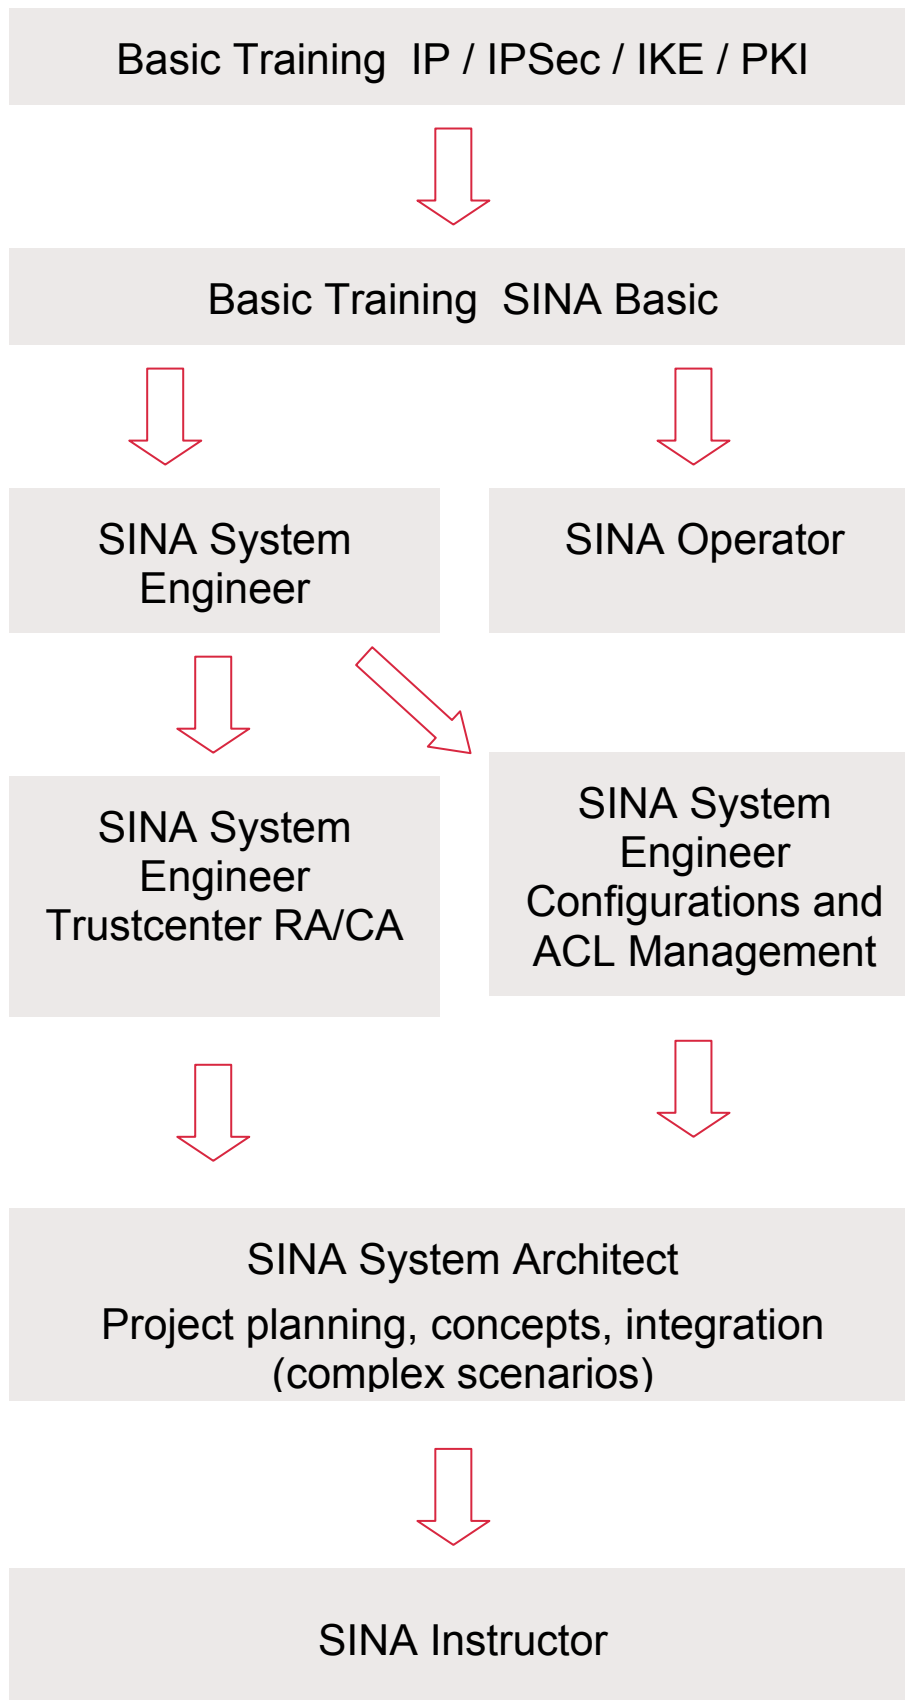 Basic Training  IP / IPSec / IKE / PKI
Basic Training  SINA Basic
SINA System
Engineer
SINA Operator
SINA System
Engineer
Trustcenter RA/CA
SINA System
Engineer
Configurations and
ACL Management
SINA System Architect
Project planning, concepts, integration
(complex scenarios)
SINA Instructor